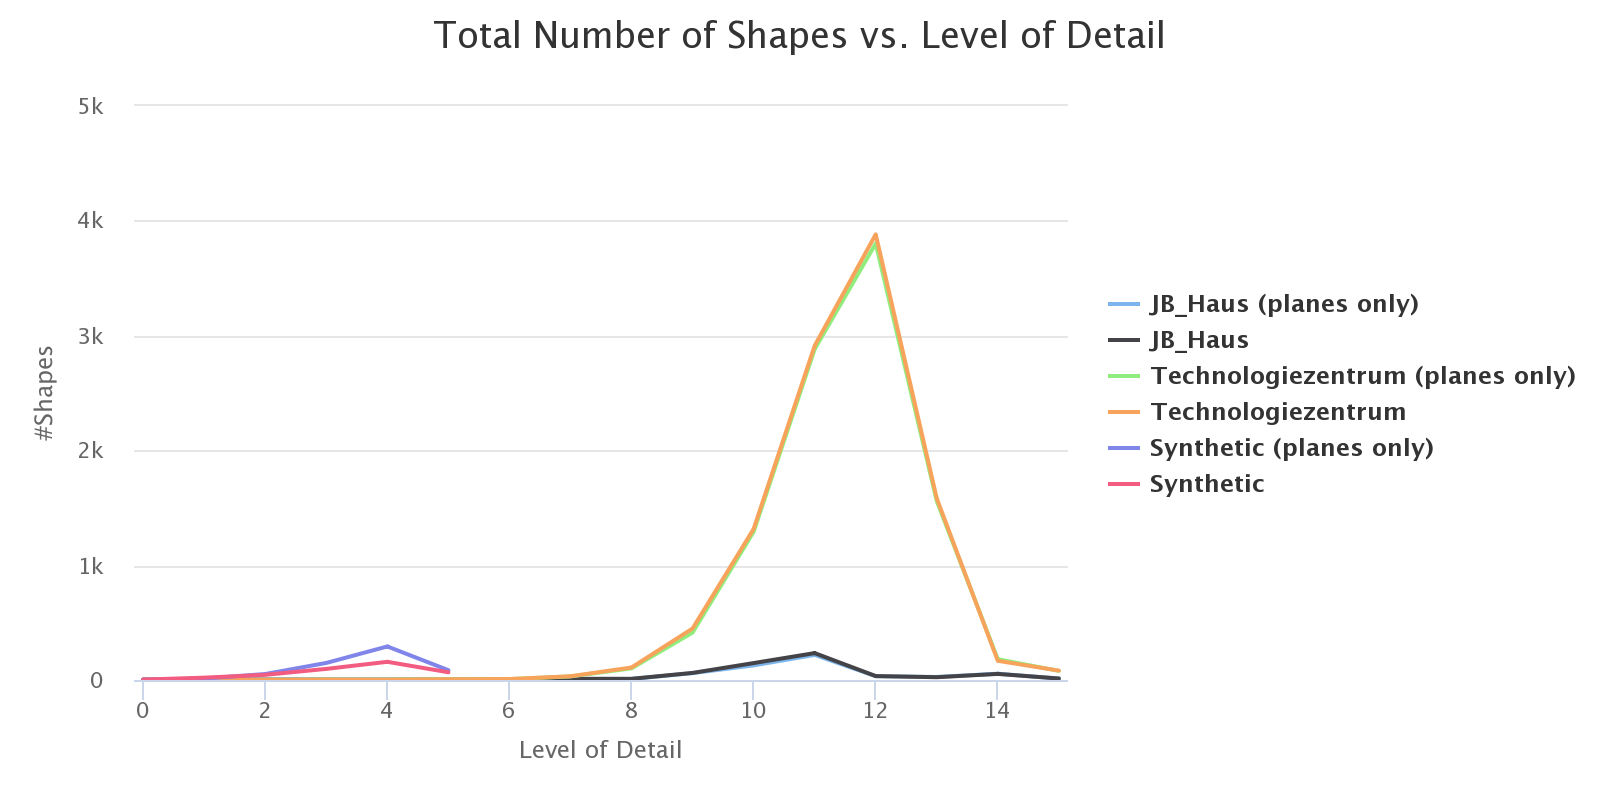 Total Number of Shapes vs. Level of Detail
5k
4k
3k
2k
1k
0
#Shapes
0 2 4 6 8 10 12 14
Level of Detail
JB_Haus (planes only)
JB_Haus
Technologiezentrum (planes only)
Technologiezentrum
Synthetic (planes only)
Synthetic